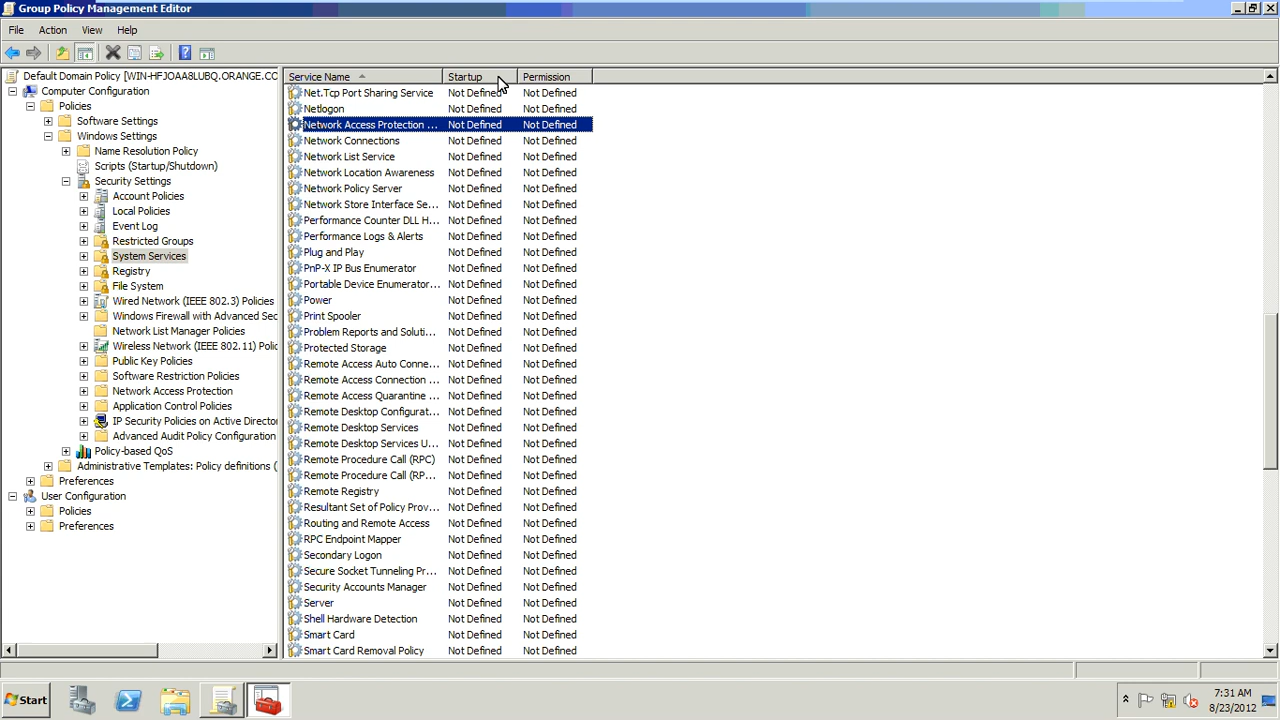 Group Policy Management Editor
File Action View Help
Default Domain Policy [WIN-HFJOAA8LUBQ.ORANGE.CO
Computer Configuration
Policies
Software Settings
Windows Settings
Name Resolution Policy
Scripts (Startup/Shutdown)
Security Settings
Account Policies
Local Policies
Event Log
Restricted Groups
System Services
Registry
File System
Wired Network (IEEE 802.3) Policies
Windows Firewall with Advanced Sec
Network List Manager Policies
Wireless Network (IEEE 802.11) Polic
Public Key Policies
Software Restriction Policies
Network Access Protection
Application Control Policies
IP Security Policies on Active Director
Advanced Audit Policy Configuration
Policy-based QoS
Administrative Templates: Policy definitions (
Preferences
User Configuration
Policies
Preferences
Service Name Startup Permission
Net.Tcp Port Sharing Service Not Defined Not Defined
Netlogon Not Defined Not Defined
Network Access Protection ... Not Defined Not Defined
Network Connections Not Defined Not Defined
Network List Service Not Defined Not Defined
Network Location Awareness Not Defined Not Defined
Network Policy Server Not Defined Not Defined
Network Store Interface Se... Not Defined Not Defined
Performance Counter DLL H... Not Defined Not Defined
Performance Logs & Alerts Not Defined Not Defined
Plug and Play Not Defined Not Defined
PnP-X IP Bus Enumerator Not Defined Not Defined
Portable Device Enumerator... Not Defined Not Defined
Power Not Defined Not Defined
Print Spooler Not Defined Not Defined
Problem Reports and Soluti... Not Defined Not Defined
Protected Storage Not Defined Not Defined
Remote Access Auto Conne... Not Defined Not Defined
Remote Access Connection ... Not Defined Not Defined
Remote Access Quarantine ... Not Defined Not Defined
Remote Desktop Configurat... Not Defined Not Defined
Remote Desktop Services Not Defined Not Defined
Remote Desktop Services U... Not Defined Not Defined
Remote Procedure Call (RPC) Not Defined Not Defined
Remote Procedure Call (RP... Not Defined Not Defined
Remote Registry Not Defined Not Defined
Resultant Set of Policy Prov... Not Defined Not Defined
Routing and Remote Access Not Defined Not Defined
RPC Endpoint Mapper Not Defined Not Defined
Secondary Logon Not Defined Not Defined
Secure Socket Tunneling Pr... Not Defined Not Defined
Security Accounts Manager Not Defined Not Defined
Server Not Defined Not Defined
Shell Hardware Detection Not Defined Not Defined
Smart Card Not Defined Not Defined
Smart Card Removal Policy Not Defined Not Defined
Start
7:31 AM
8/23/2012